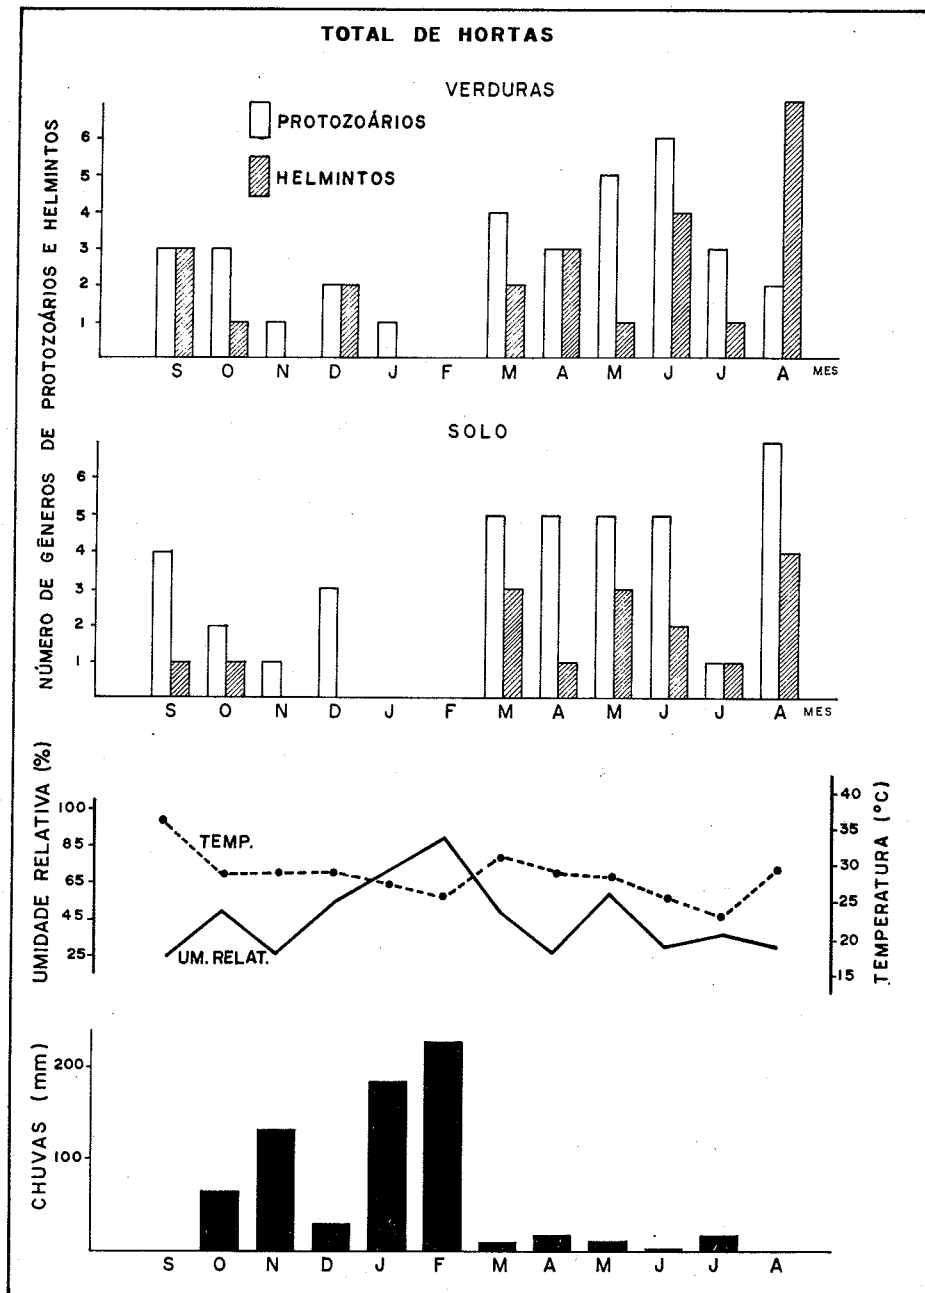 TOTAL DE HORTAS
VERDURAS
PROTOZOÁRIOS
HELMINTOS
NÚMERO DE GÊNEROS DE PROTOZOÁRIOS E HELMINTOS
6
5
4
3
2
1
S O N D J F M A M J J A MES
SOLO
6
5
4
3
2
1
S O N D J F M A M J J A MES
UMIDADE RELATIVA (%)
100
85
65
45
25
TEMP.
UM. RELAT.
40
35
30
25
20
15
TEMPERATURA (°C)
CHUVAS (mm)
200
100
S O N D J F M A M J J A